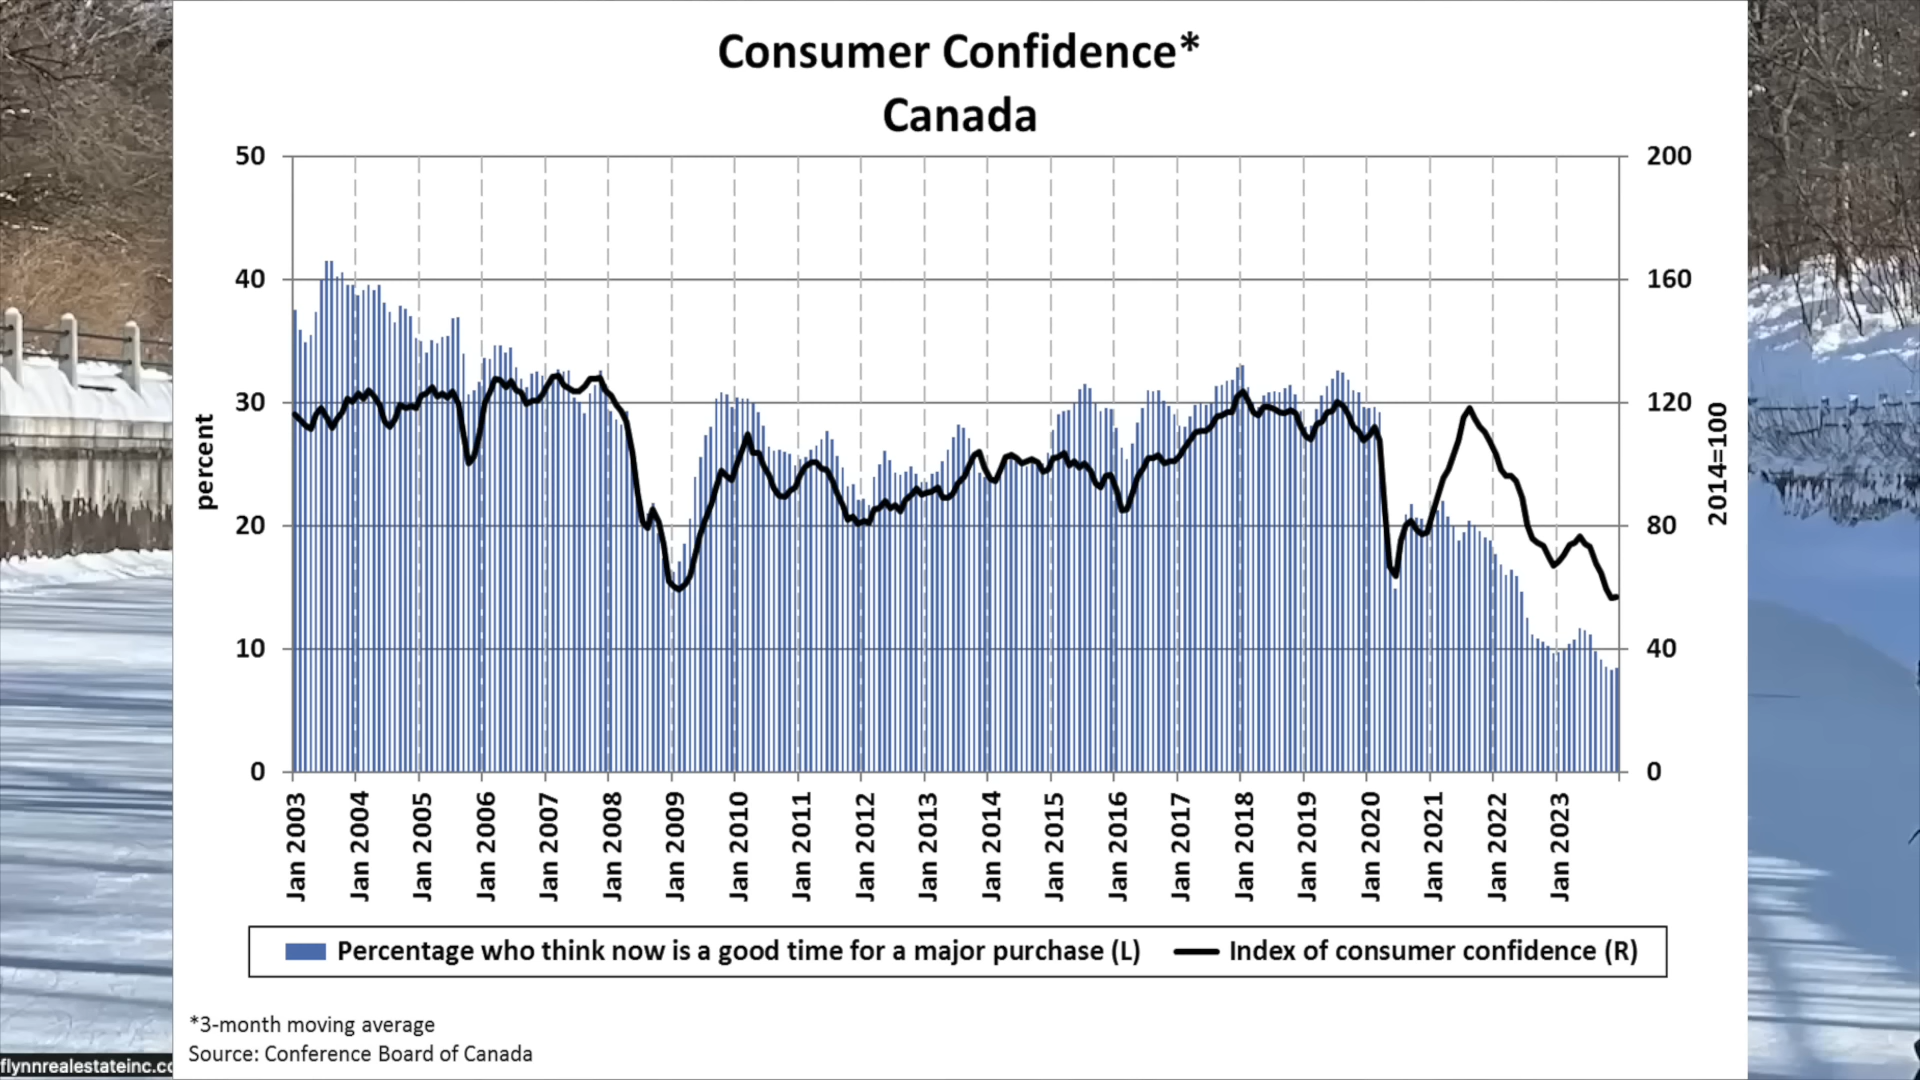 Consumer Confidence*
Canada
50
40
30
20
10
0
percent
200
160
120
80
40
0
2014=100
Jan 2003
Jan 2004
Jan 2005
Jan 2006
Jan 2007
Jan 2008
Jan 2009
Jan 2010
Jan 2011
Jan 2012
Jan 2013
Jan 2014
Jan 2015
Jan 2016
Jan 2017
Jan 2018
Jan 2019
Jan 2020
Jan 2021
Jan 2022
Jan 2023
Percentage who think now is a good time for a major purchase (L)
Index of consumer confidence (R)
*3-month moving average
Source: Conference Board of Canada
flynnrealestateinc.co